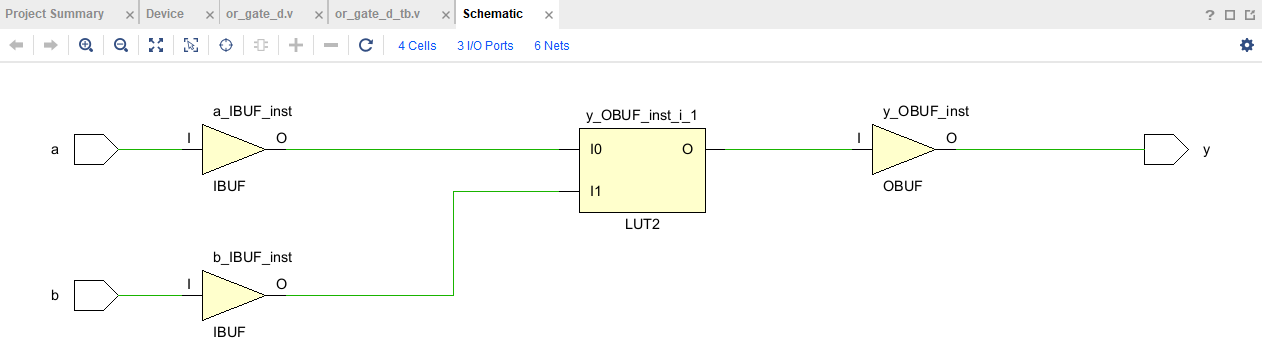 Project Summary × Device × or_gate_d.v × or_gate_d_tb.v × Schematic × ?
4 Cells 3 I/O Ports 6 Nets
a_IBUF_inst y_OBUF_inst_i_1 y_OBUF_inst
a I O I0 O I O y
IBUF I1 OBUF
LUT2
b_IBUF_inst
b I O
IBUF